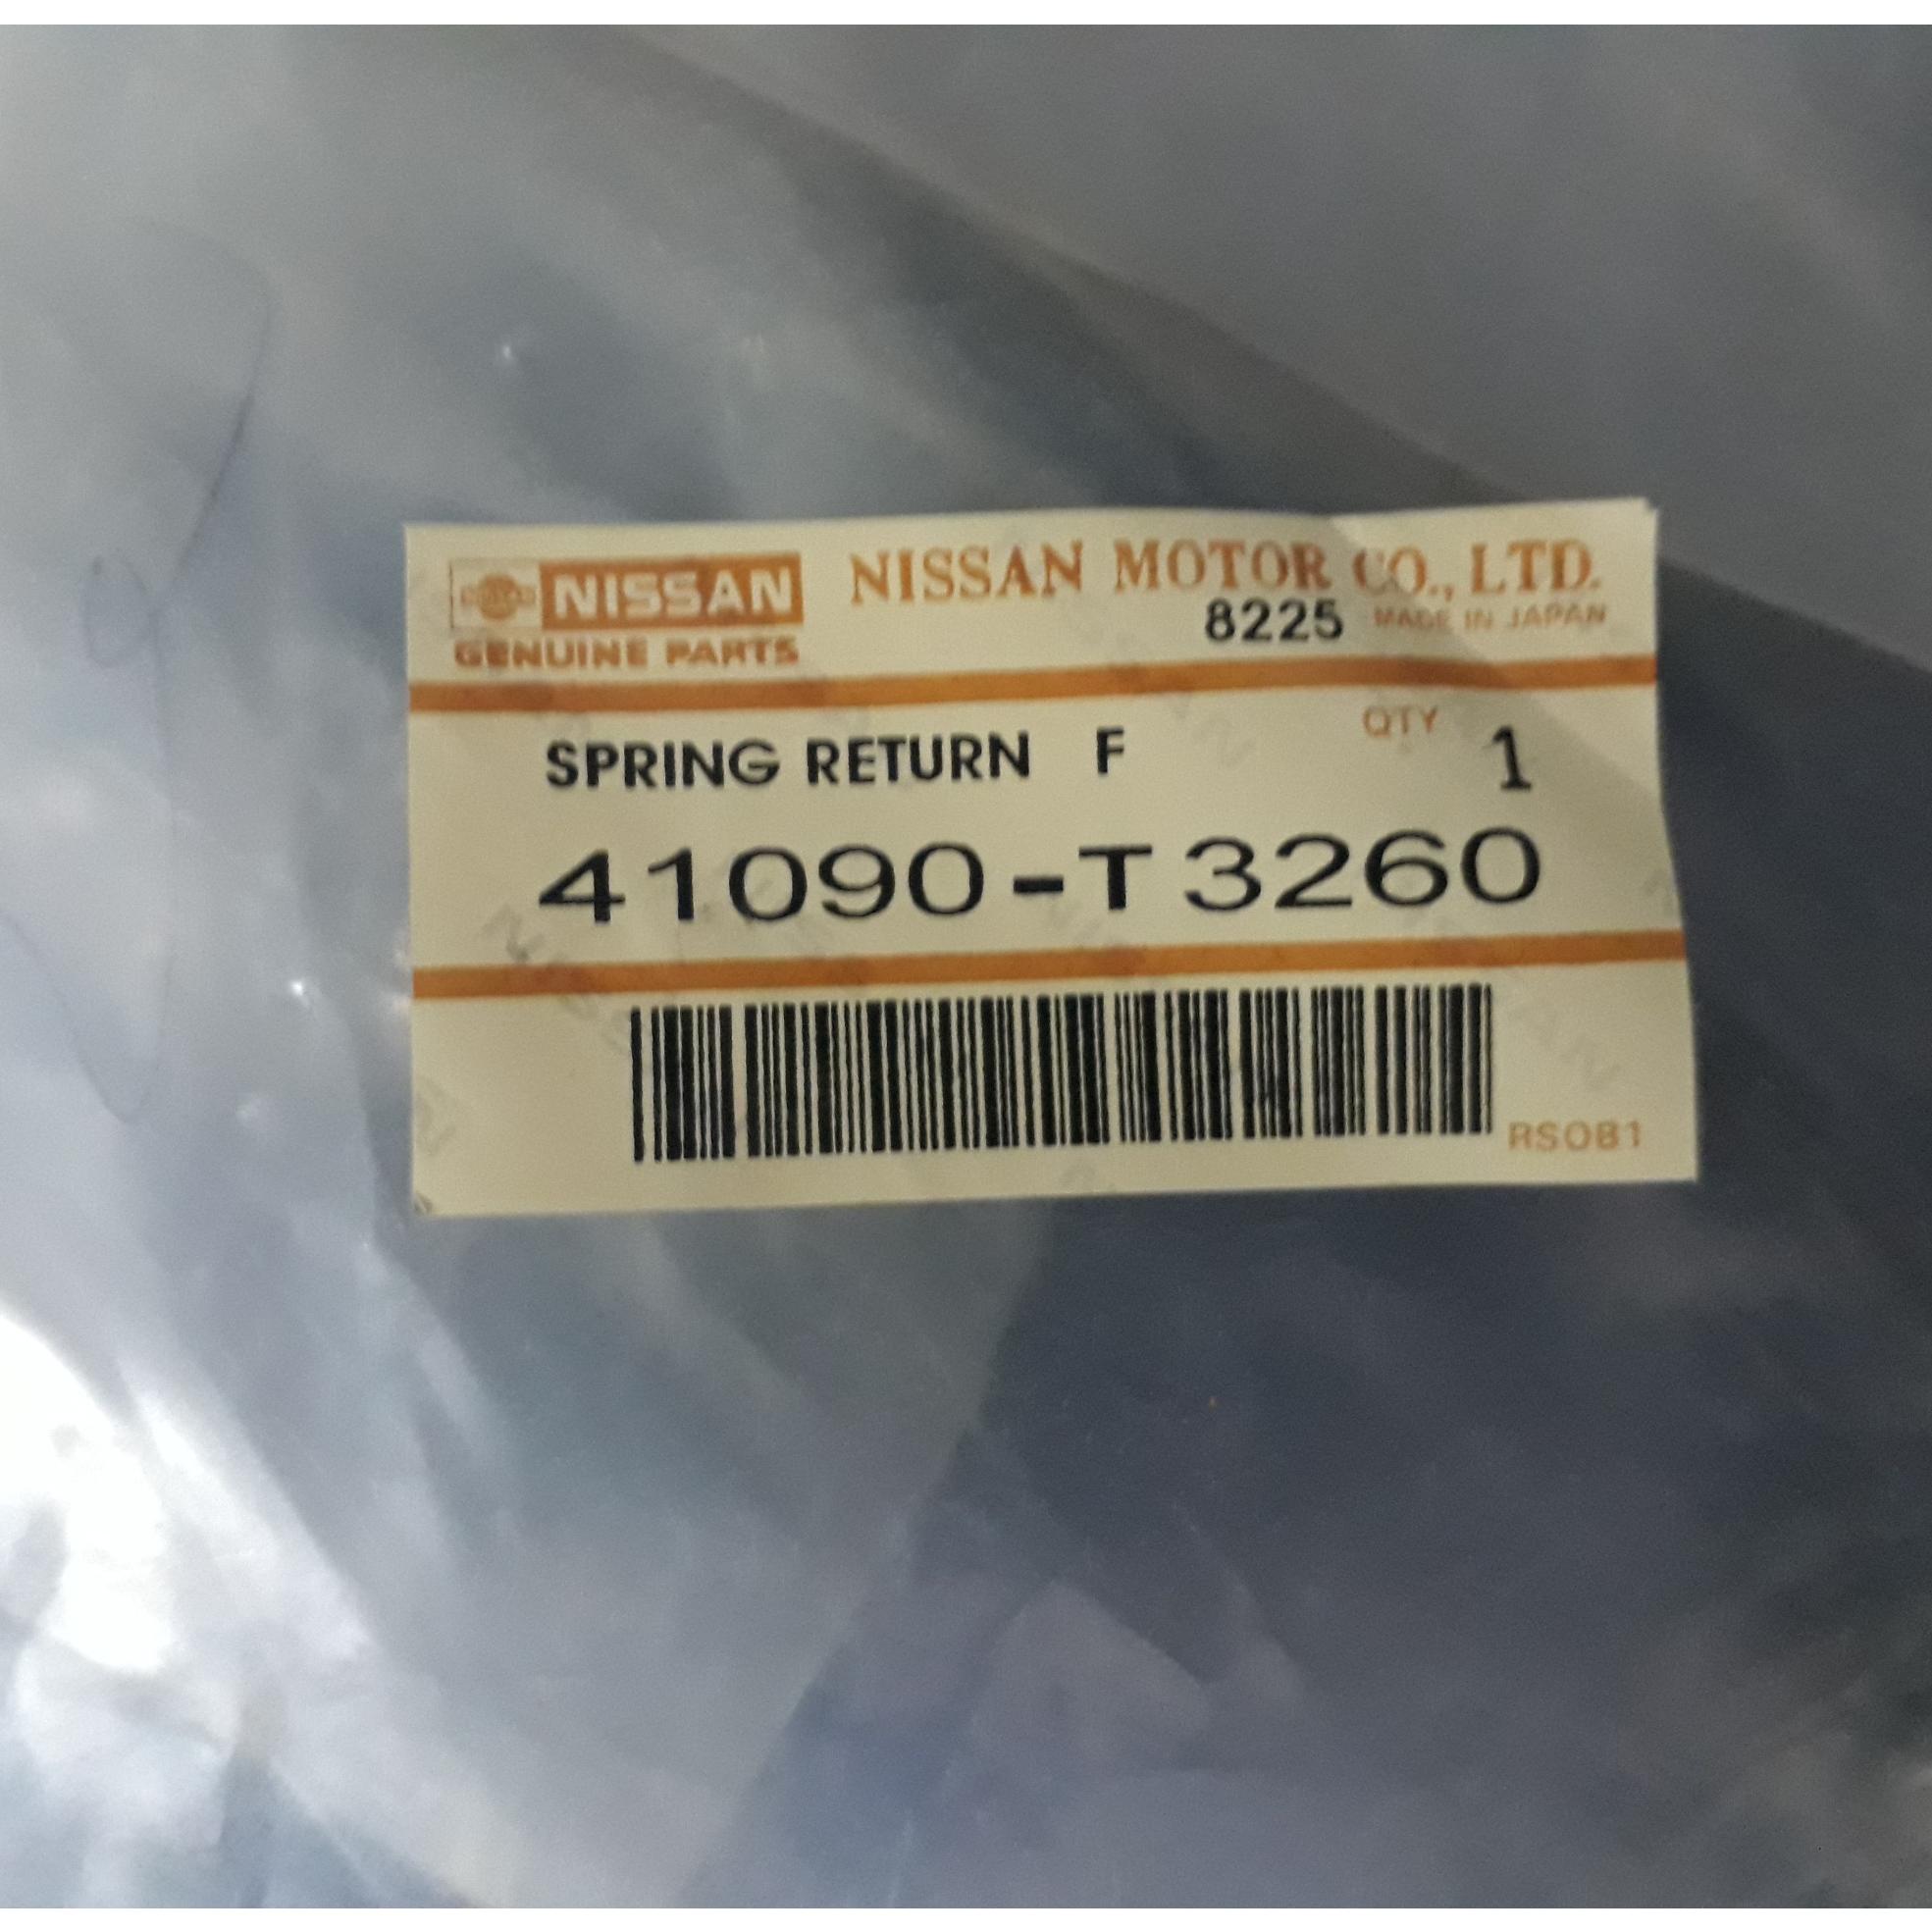 NISSAN
GENUINE PARTS
NISSAN MOTOR CO., LTD.
8225 MADE IN JAPAN
SPRING RETURN F
QTY 1
41090-T3260
RSOB1